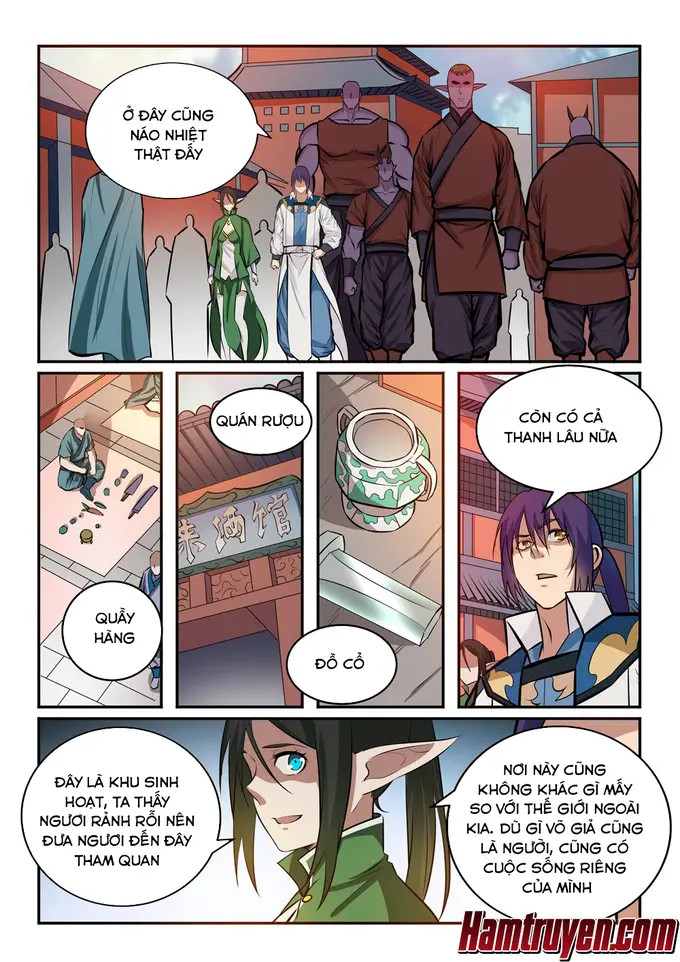 Ở ĐÂY CŨNG
NÁO NHIỆT
THẬT ĐẤY
QUẦY
HÀNG
QUÁN RƯỢU
来酒馆
ĐỒ CỔ
CÒN CÓ CẢ
THANH LÂU NỮA
ĐÂY LÀ KHU SINH
HOẠT, TA THẤY
NGƯƠI RẢNH RỖI NÊN
ĐƯA NGƯƠI ĐẾN ĐÂY
THAM QUAN
NƠI NÀY CŨNG
KHÔNG KHÁC GÌ MẤY
SO VỚI THẾ GIỚI NGOÀI
KIA. DÙ GÌ VÕ GIẢ CŨNG
LÀ NGƯỜI, CŨNG CÓ
CUỘC SỐNG RIÊNG
CỦA MÌNH
Hamtruyen.com